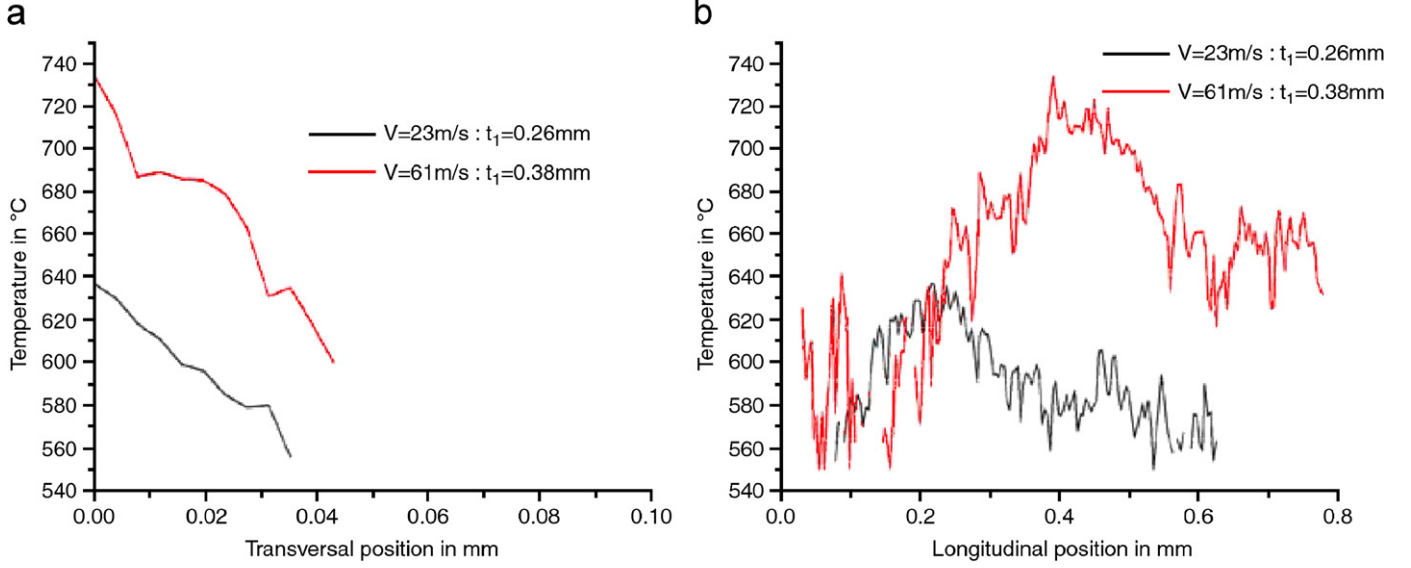 a
740
720
700
680
660
640
620
600
580
560
540
Temperature in °C
V=23m/s : t₁=0.26mm
V=61m/s : t₁=0.38mm
0.00 0.02 0.04 0.06 0.08 0.10
Transversal position in mm
b
740
720
700
680
660
640
620
600
580
560
540
Temperature in °C
V=23m/s : t₁=0.26mm
V=61m/s : t₁=0.38mm
0.0 0.2 0.4 0.6 0.8
Longitudinal position in mm